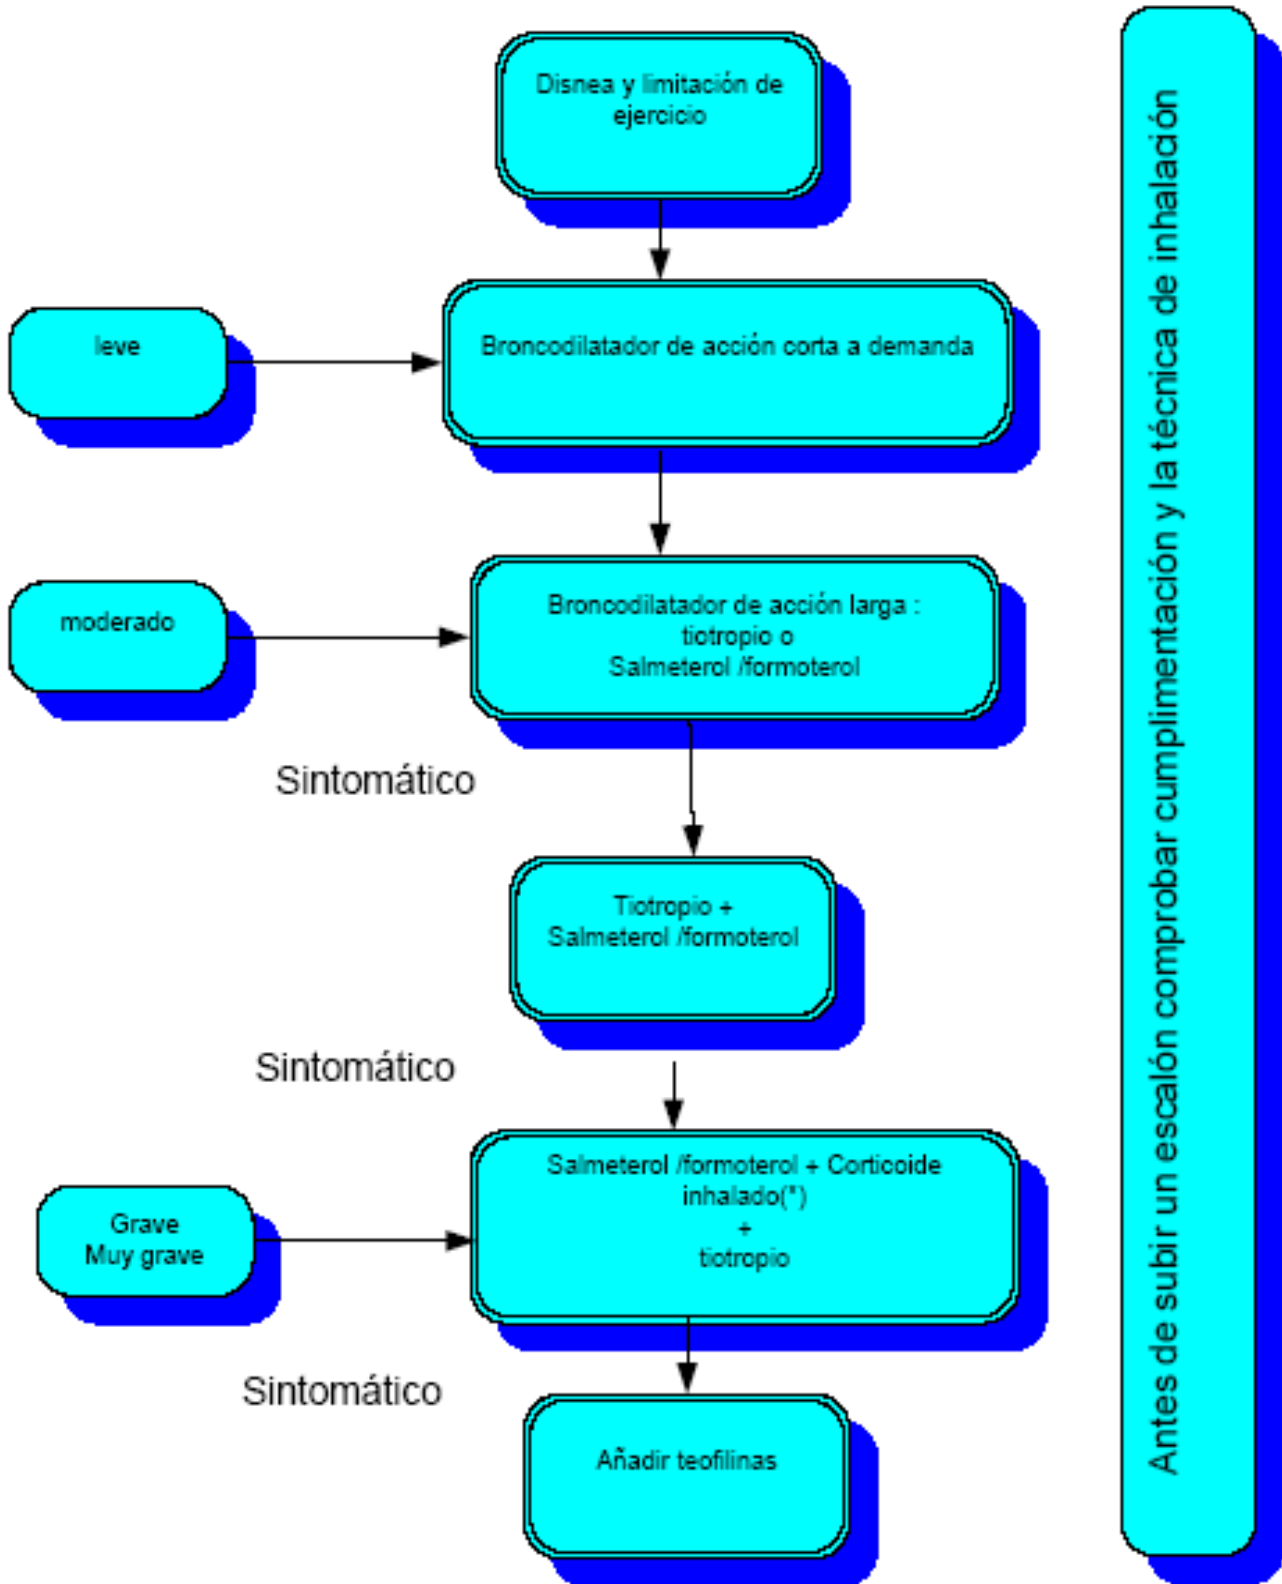 Disnea y limitación de
ejercicio
leve
Broncodilatador de acción corta a demanda
moderado
Broncodilatador de acción larga :
tiotropio o
Salmeterol /formoterol
Sintomático
Tiotropio +
Salmeterol /formoterol
Sintomático
Salmeterol /formoterol + Corticoide
inhalado(*)
+
tiotropio
Grave
Muy grave
Sintomático
Añadir teofilinas
Antes de subir un escalón comprobar cumplimentación y la técnica de inhalación